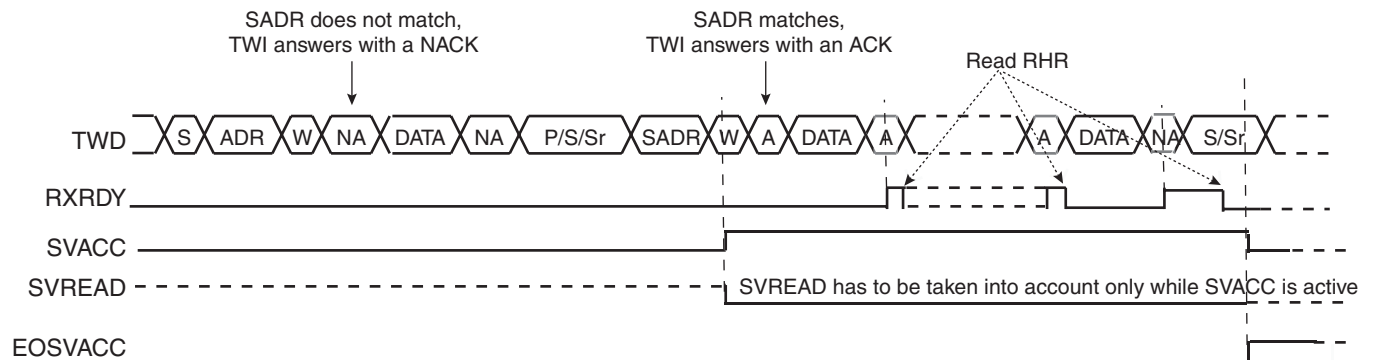 SADR does not match,
TWI answers with a NACK
SADR matches,
TWI answers with an ACK
Read RHR
TWD S ADR W NA DATA NA P/S/Sr SADR W A DATA A A DATA NA S/Sr
RXRDY
SVACC
SVREAD SVREAD has to be taken into account only while SVACC is active
EOSVACC